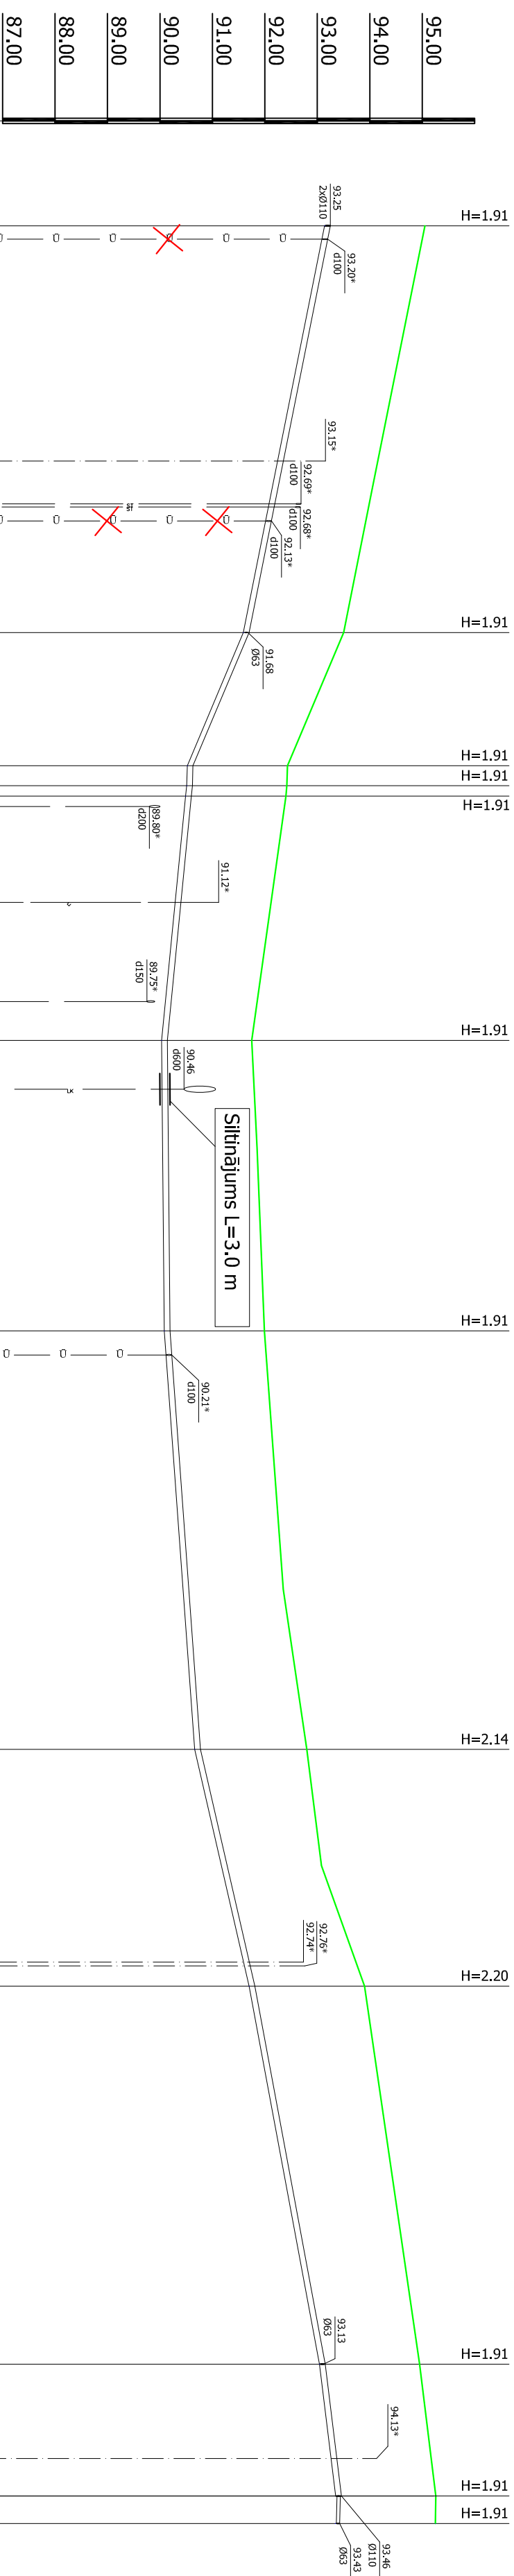 95.00
94.00
93.00
92.00
91.00
90.00
89.00
88.00
87.00
H=1.91
93.25
2xØ110
93.20*
d100
93.15*
92.69*
d100
92.68*
d100
92.13*
d100
H=1.91
91.68
Ø63
H=1.91
H=1.91
H=1.91
89.80*
d200
91.12*
89.75*
d150
H=1.91
90.46
d600
LK
Siltinājums L=3.0 m
H=1.91
90.21*
d100
H=2.14
92.76*
92.74*
H=2.20
93.13
Ø63
H=1.91
94.13*
H=1.91
H=1.91
93.46
Ø110
93.43
Ø63